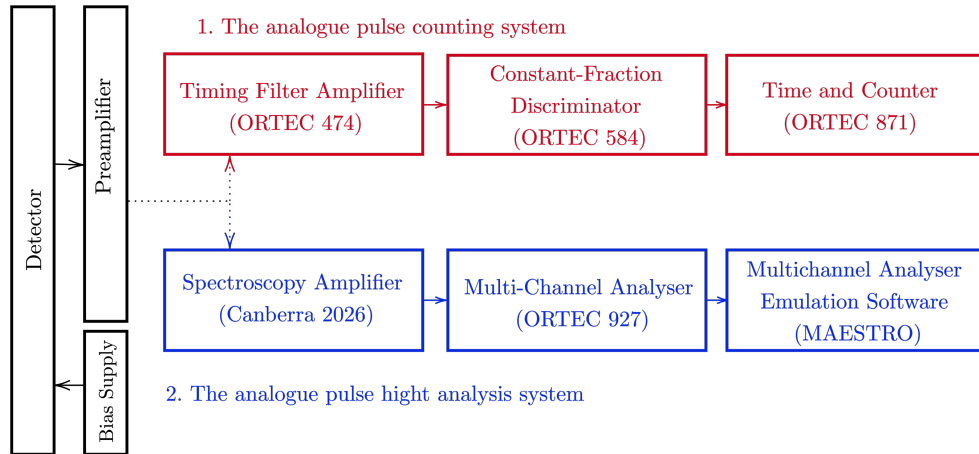 Detector
Preamplifier
Bias Supply
1. The analogue pulse counting system
Timing Filter Amplifier
(ORTEC 474)
Constant-Fraction
Discriminator
(ORTEC 584)
Time and Counter
(ORTEC 871)
Spectroscopy Amplifier
(Canberra 2026)
Multi-Channel Analyser
(ORTEC 927)
Multichannel Analyser
Emulation Software
(MAESTRO)
2. The analogue pulse hight analysis system